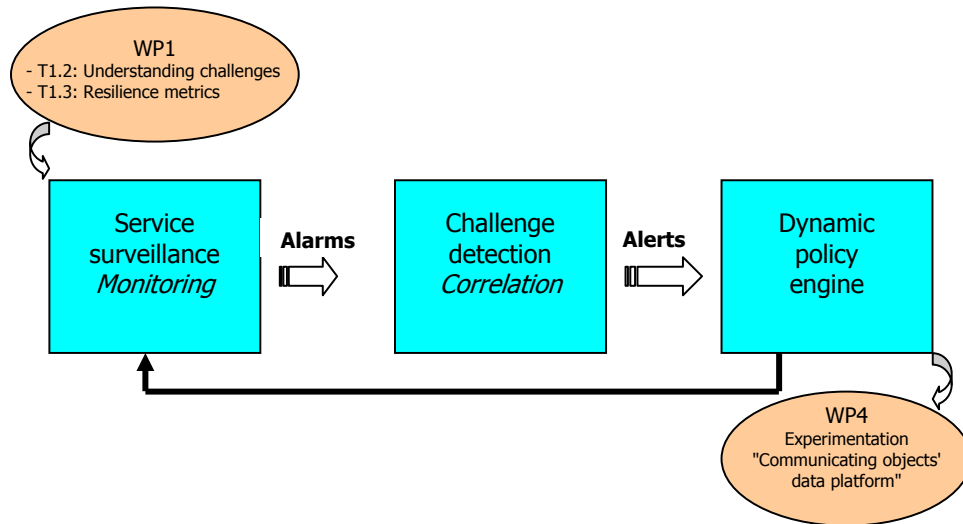 WP1
- T1.2: Understanding challenges
- T1.3: Resilience metrics
Service
surveillance
Monitoring
Alarms
Challenge
detection
Correlation
Alerts
Dynamic
policy
engine
WP4
Experimentation
"Communicating objects'
data platform"